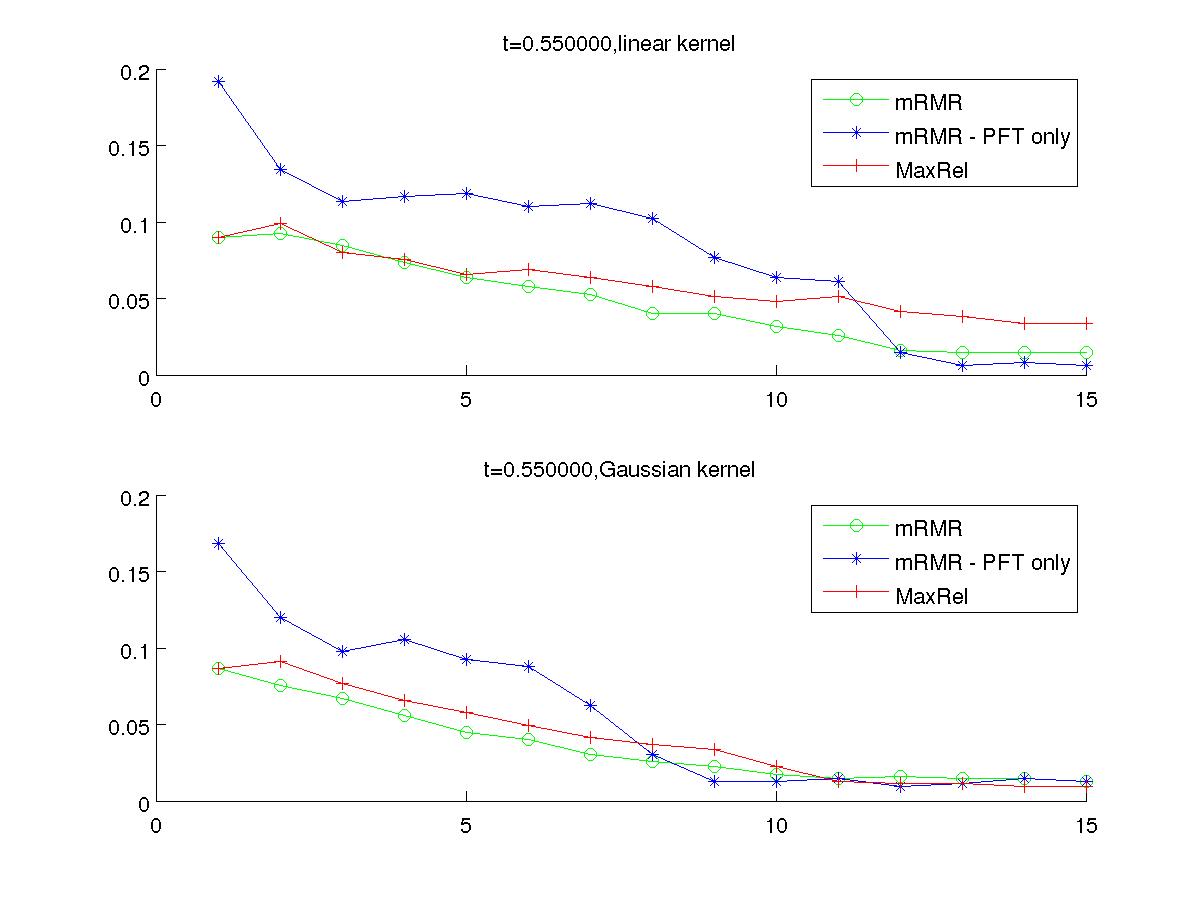 t=0.550000,linear kernel
0.2
0.15
0.1
0.05
0
0 5 10 15
mRMR
mRMR - PFT only
MaxRel
t=0.550000,Gaussian kernel
0.2
0.15
0.1
0.05
0
0 5 10 15
mRMR
mRMR - PFT only
MaxRel